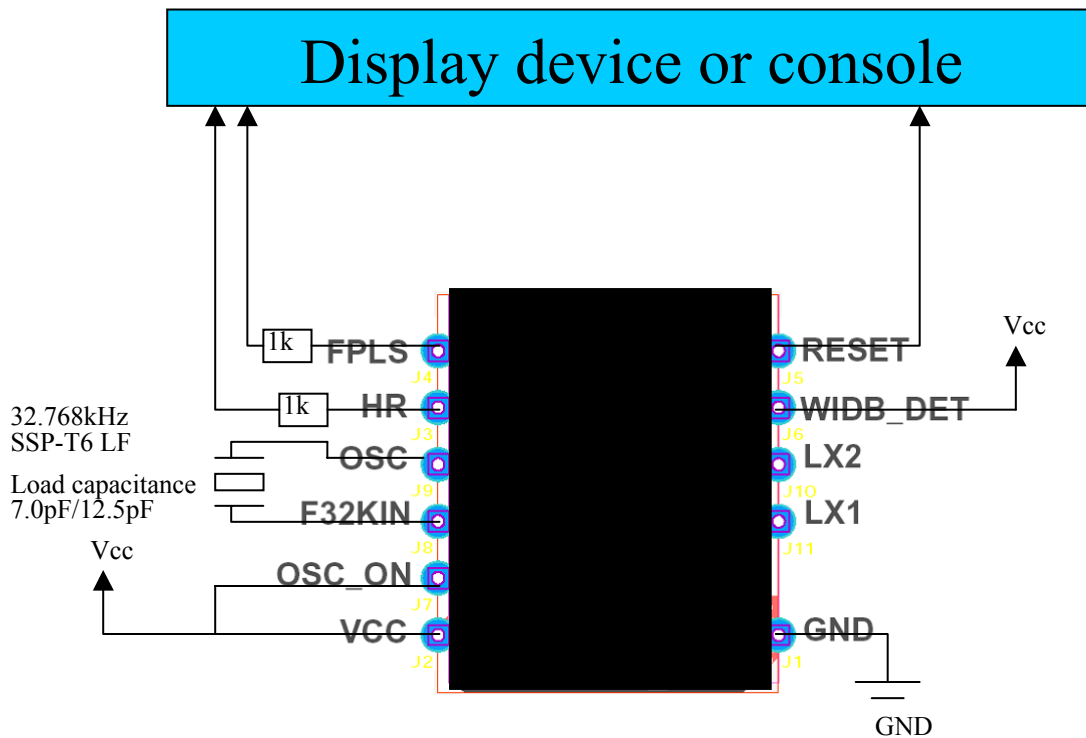 Display device or console
1k
FPLS
J4
1k
HR
J3
32.768kHz
SSP-T6 LF
Load capacitance
7.0pF/12.5pF
OSC
J9
F32KIN
J8
Vcc
OSC_ON
J7
VCC
J2
RESET
J5
Vcc
WIDB_DET
J6
LX2
J10
LX1
J11
GND
J1
GND